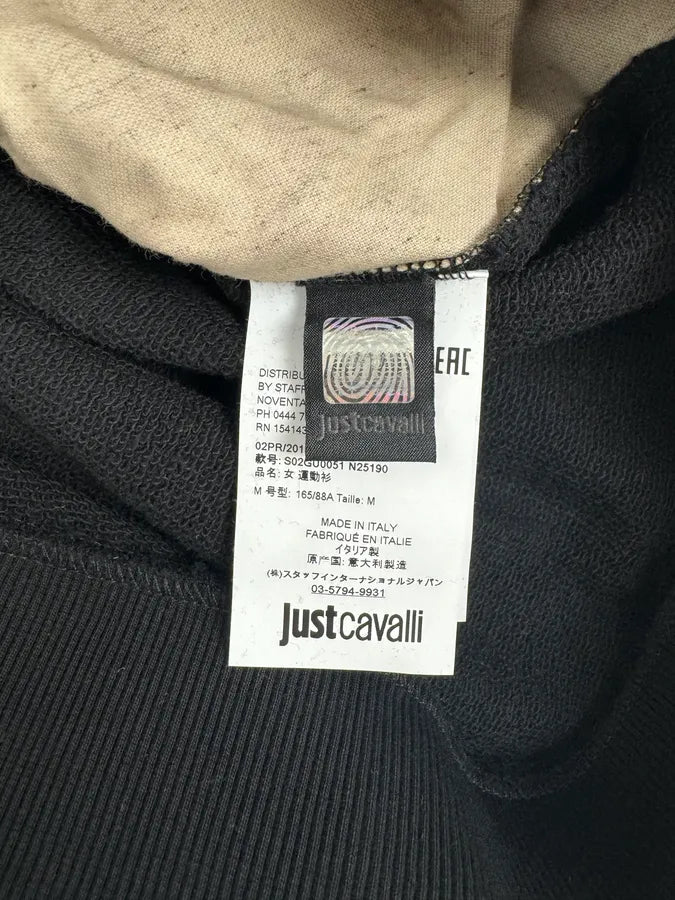 EAC
justcavalli
DISTRIBU
BY STAFF
NOVENTA
PH 0444 7
RN 154143
02PR/201
款号: S02GU0051 N25190
品名: 女 運動衫
M 号型: 165/88A Taille: M
MADE IN ITALY
FABRIQUÉ EN ITALIE
イタリア製
原产国: 意大利製造
(株)スタッフインターナショナルジャパン
03-5794-9931
justcavalli